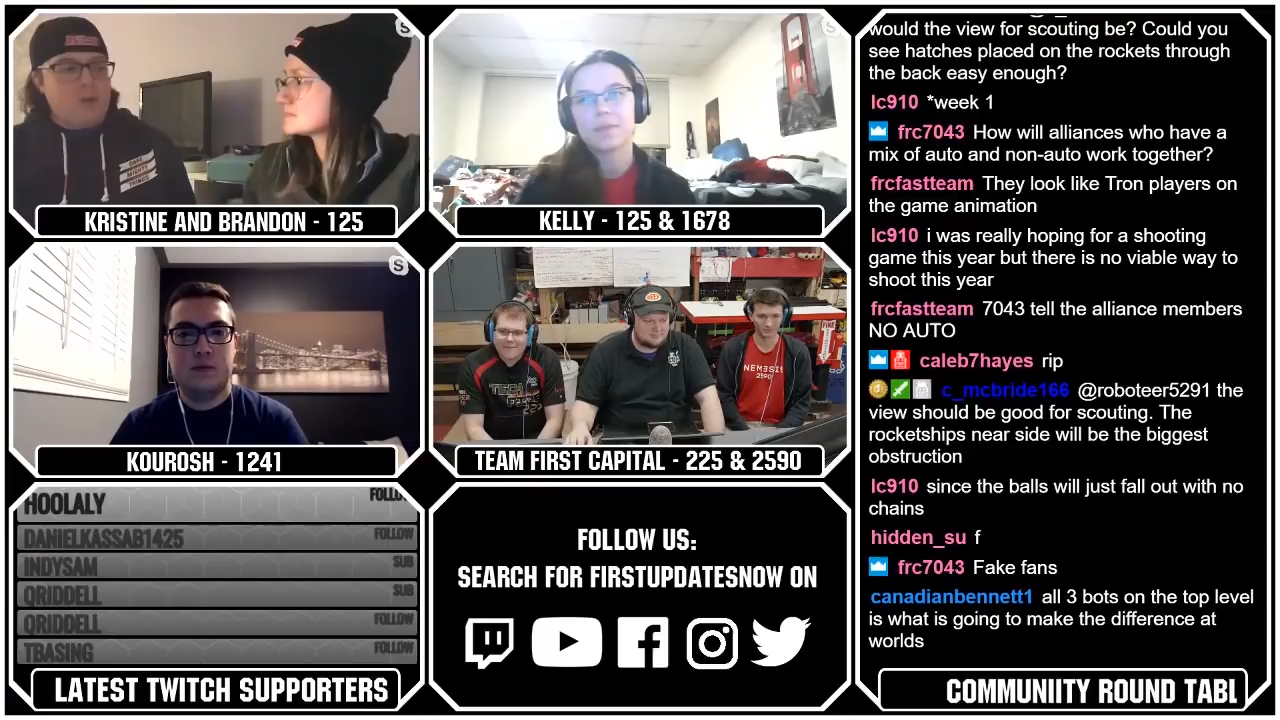 KRISTINE AND BRANDON - 125
KELLY - 125 & 1678
KOUROSH - 1241
TEAM FIRST CAPITAL - 225 & 2590
NEMESIS
2590
FIRE
HOOLALY
DANIELKASSAB1425 FOLLOW
INDYSAM SUB
QRIDDELL SUB
QRIDDELL FOLLOW
TBASING FOLLOW
LATEST TWITCH SUPPORTERS
FOLLOW US:
SEARCH FOR FIRSTUPDATESNOW ON
would the view for scouting be? Could you
see hatches placed on the rockets through
the back easy enough?
lc910 *week 1
frc7043 How will alliances who have a
mix of auto and non-auto work together?
frcfastteam They look like Tron players on
the game animation
lc910 i was really hoping for a shooting
game this year but there is no viable way to
shoot this year
frcfastteam 7043 tell the alliance members
NO AUTO
caleb7hayes rip
c_mcbride166 @roboteer5291 the
view should be good for scouting. The
rocketships near side will be the biggest
obstruction
lc910 since the balls will just fall out with no
chains
hidden_su f
frc7043 Fake fans
canadianbennett1 all 3 bots on the top level
is what is going to make the difference at
worlds
COMMUNIITY ROUND TABL